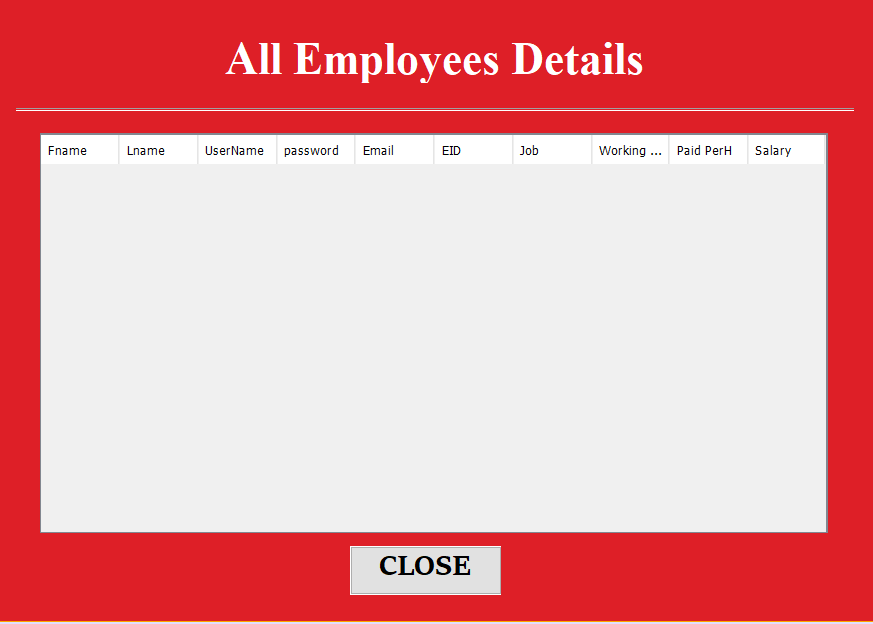 All Employees Details
Fname Lname UserName password Email EID Job Working ... Paid PerH Salary
CLOSE